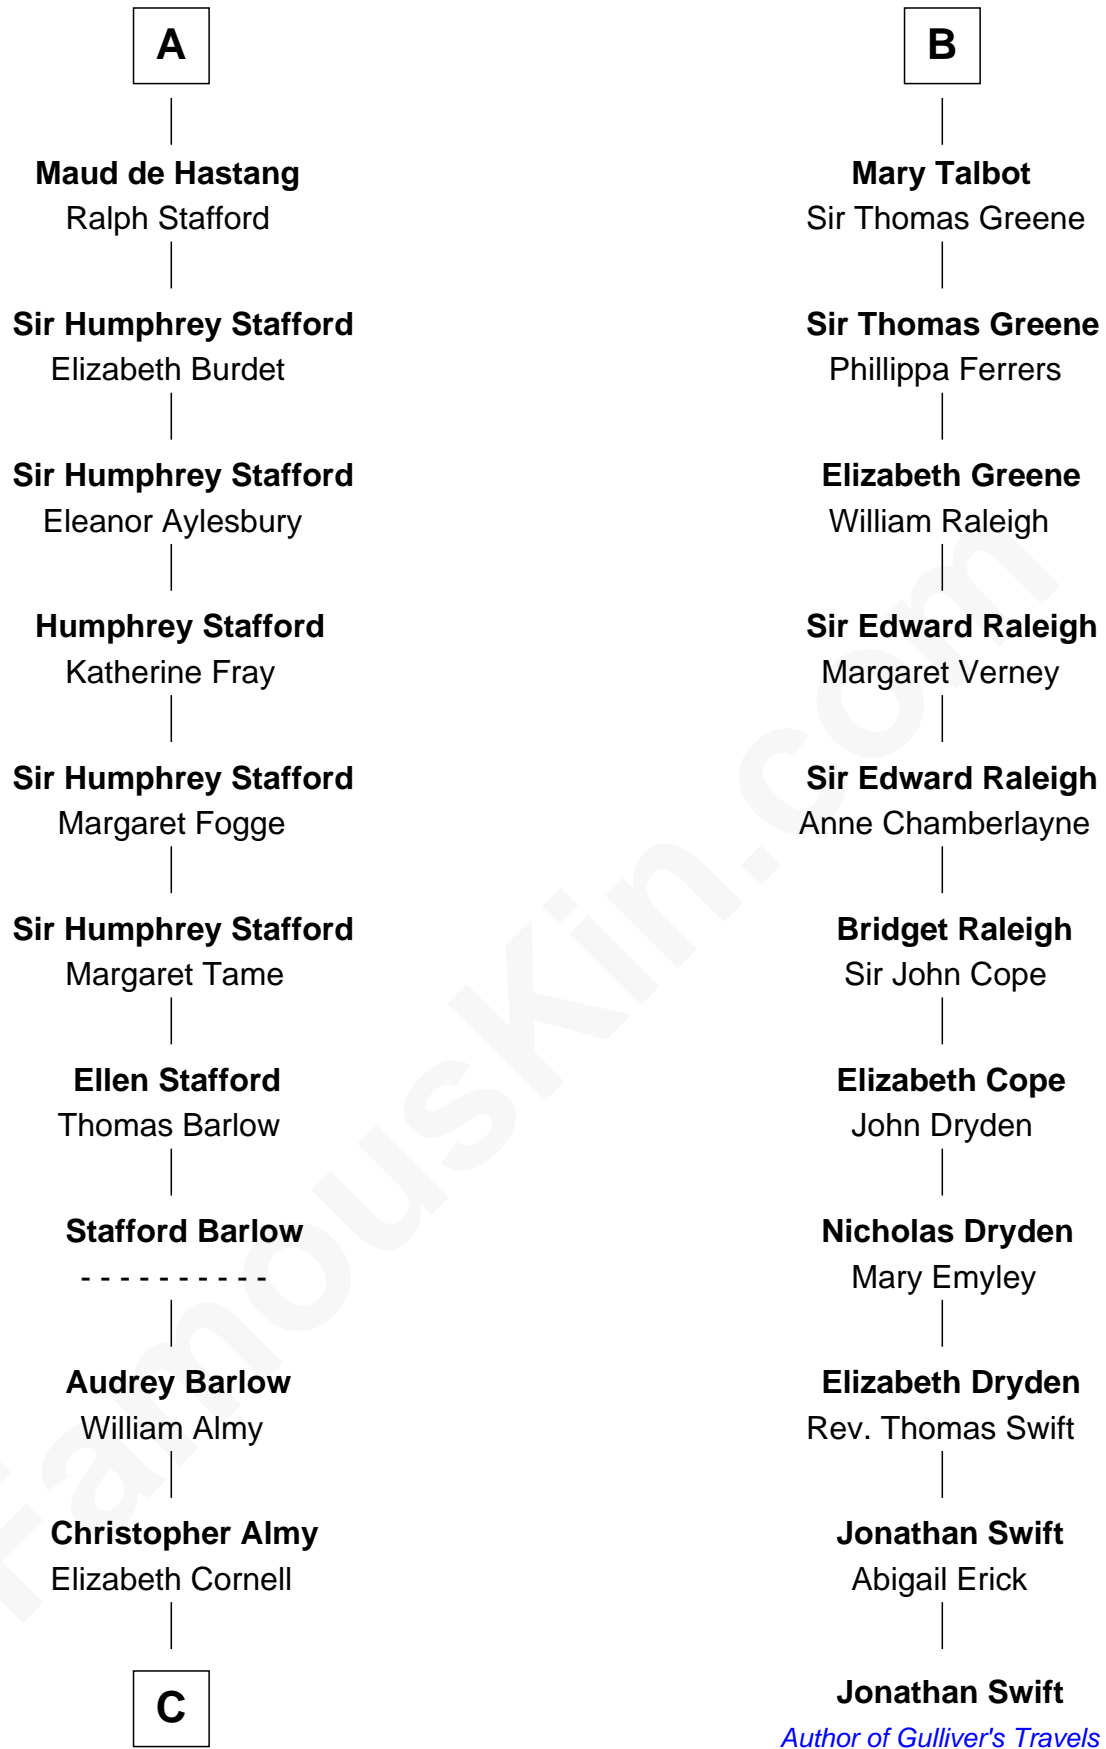 A
Maud de Hastang
Ralph Stafford
Sir Humphrey Stafford
Elizabeth Burdet
Sir Humphrey Stafford
Eleanor Aylesbury
Humphrey Stafford
Katherine Fray
Sir Humphrey Stafford
Margaret Fogge
Sir Humphrey Stafford
Margaret Tame
Ellen Stafford
Thomas Barlow
Stafford Barlow
- - - - - - - - - -
Audrey Barlow
William Almy
Christopher Almy
Elizabeth Cornell
C
B
Mary Talbot
Sir Thomas Greene
Sir Thomas Greene
Phillippa Ferrers
Elizabeth Greene
William Raleigh
Sir Edward Raleigh
Margaret Verney
Sir Edward Raleigh
Anne Chamberlayne
Bridget Raleigh
Sir John Cope
Elizabeth Cope
John Dryden
Nicholas Dryden
Mary Emyley
Elizabeth Dryden
Rev. Thomas Swift
Jonathan Swift
Abigail Erick
Jonathan Swift
Author of Gulliver's Travels
FamousKin.com